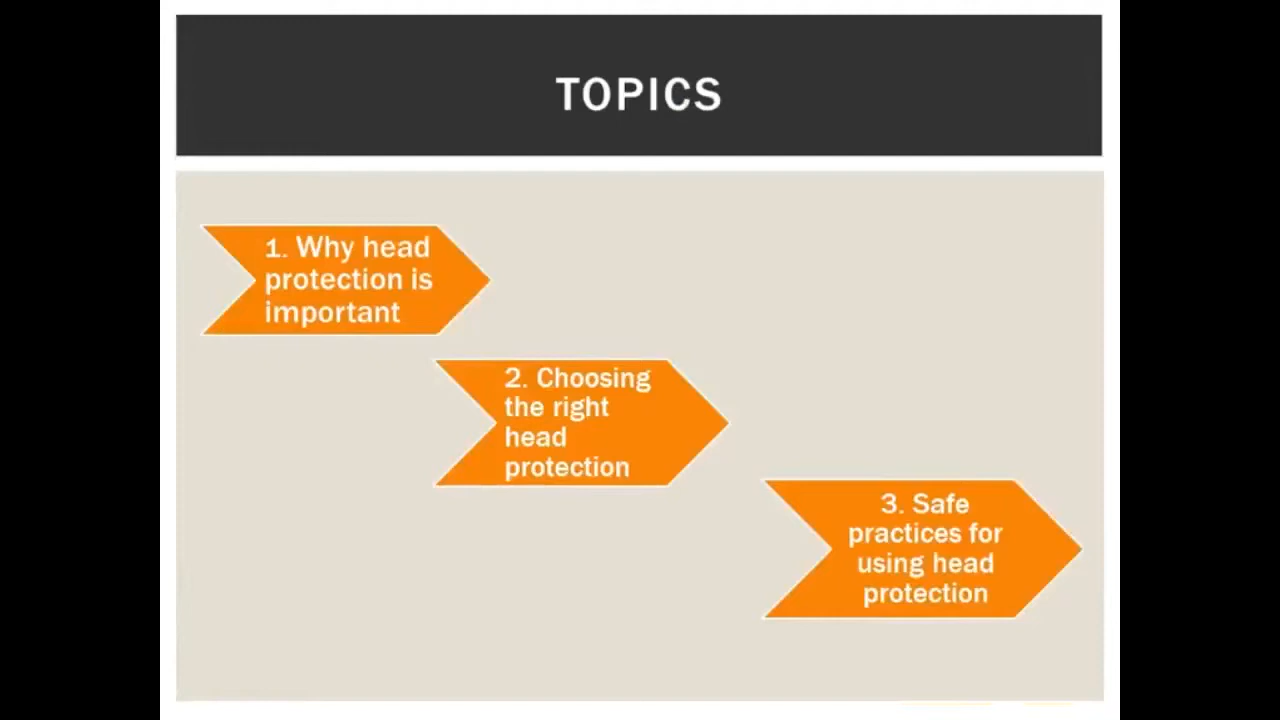 TOPICS
1. Why head
protection is
important
2. Choosing
the right
head
protection
3. Safe
practices for
using head
protection